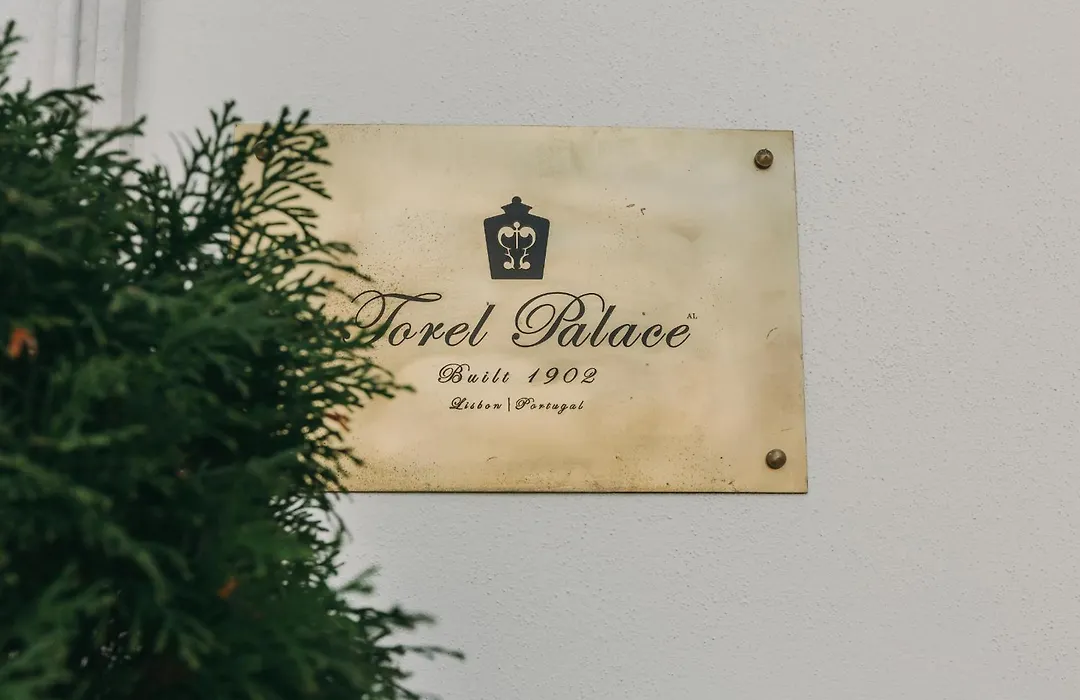 Torel Palace AL
Built 1902
Lisbon | Portugal